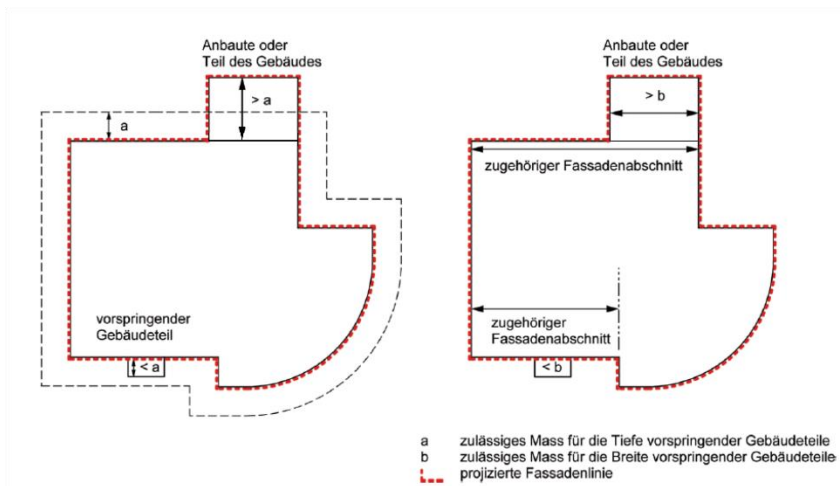 Anbaute oder
Teil des Gebäudes
> a
a
vorspringender
Gebäudeteil
< a
Anbaute oder
Teil des Gebäudes
> b
zugehöriger Fassadenabschnitt
zugehöriger
Fassadenabschnitt
< b
a zulässiges Mass für die Tiefe vorspringender Gebäudeteile
b zulässiges Mass für die Breite vorspringender Gebäudeteile
projizierte Fassadenlinie